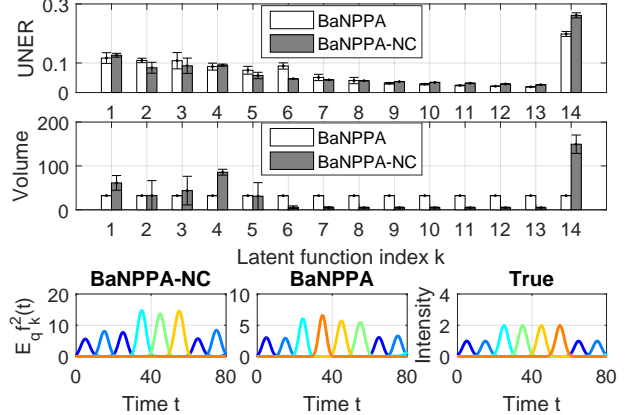 0.3
UNER
0.1
0
BaNPPA
BaNPPA-NC
1 2 3 4 5 6 7 8 9 10 11 12 13 14
200
Volume
100
0
BaNPPA
BaNPPA-NC
1 2 3 4 5 6 7 8 9 10 11 12 13 14
Latent function index k
BaNPPA-NC BaNPPA True
E_q f_k^2(t)
20
10
0
0 40 80
Time t
10
5
0
0 40 80
Time t
Intensity
4
2
0
0 40 80
Time t